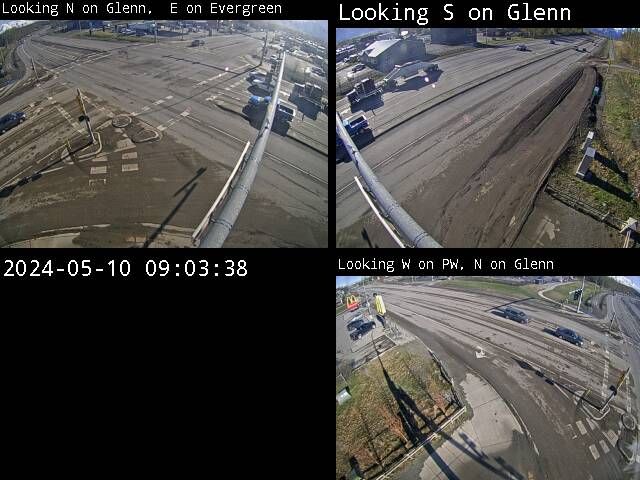 Looking N on Glenn, E on Evergreen
Looking S on Glenn
2024-05-10 09:03:38
Looking W on PW, N on Glenn